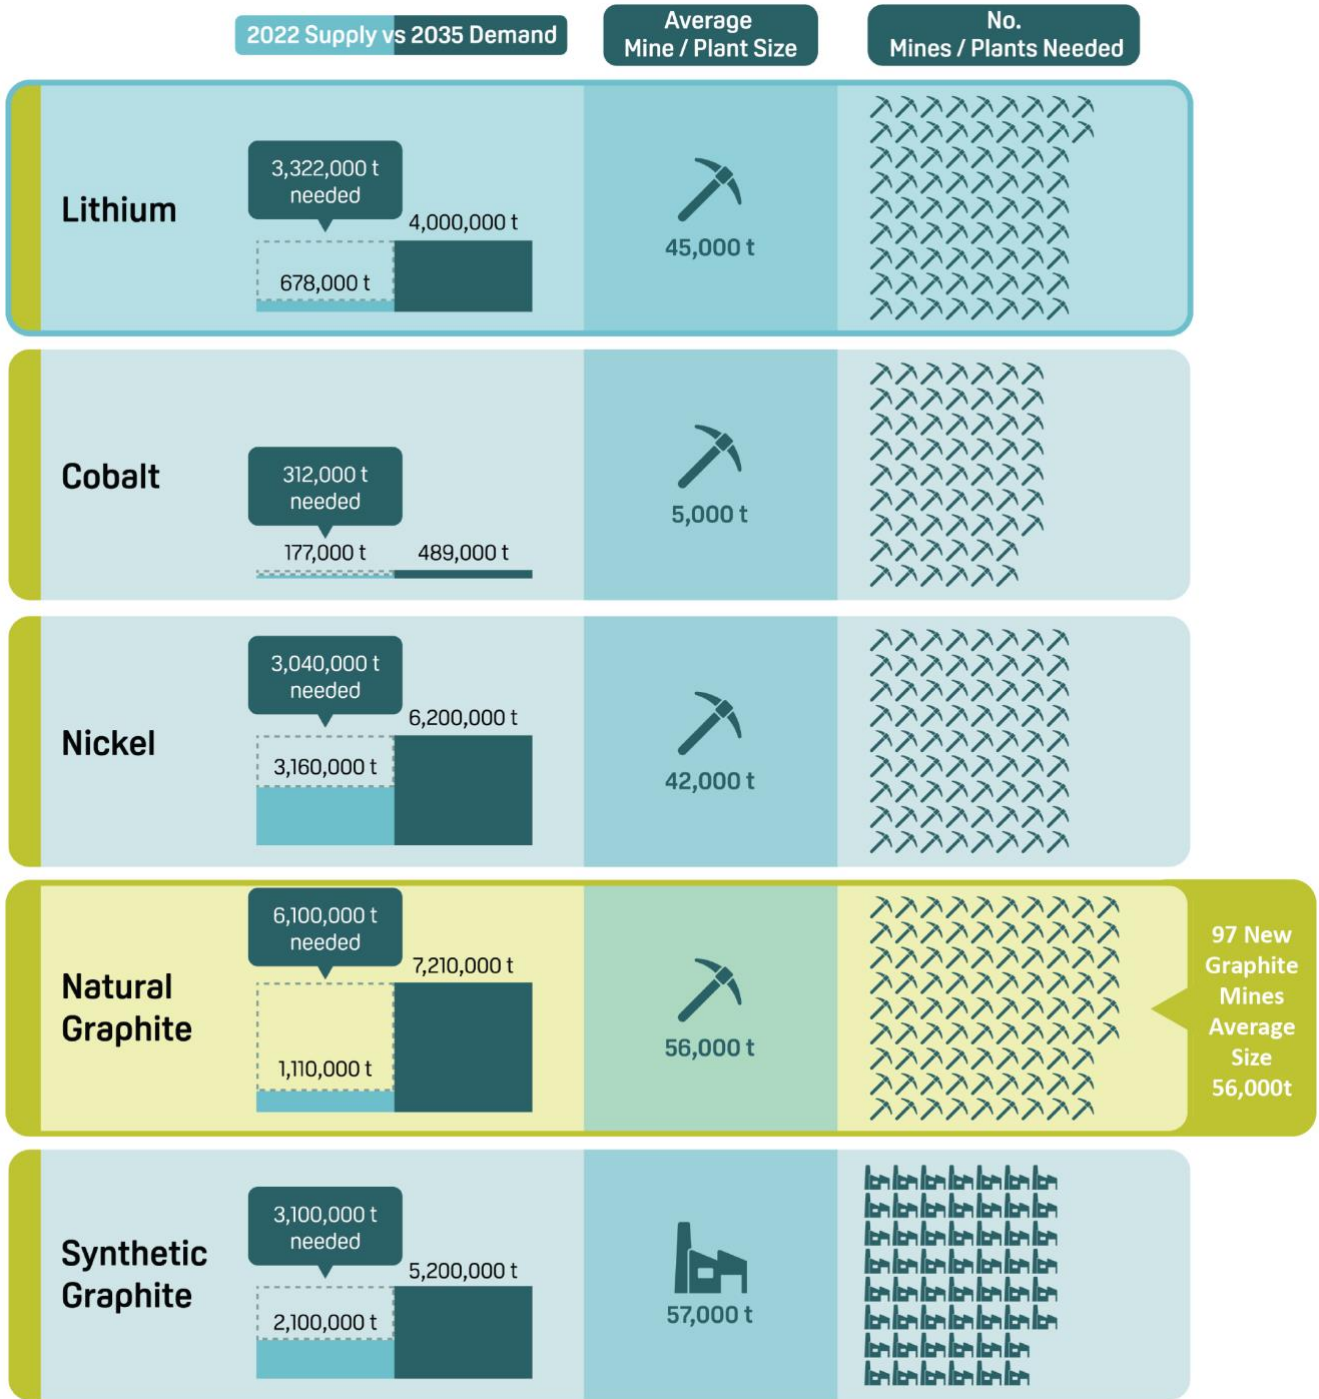 2022 Supply vs 2035 Demand
Average
Mine / Plant Size
No.
Mines / Plants Needed
Lithium
3,322,000 t
needed
4,000,000 t
678,000 t
45,000 t
Cobalt
312,000 t
needed
177,000 t
489,000 t
5,000 t
Nickel
3,040,000 t
needed
6,200,000 t
3,160,000 t
42,000 t
Natural
Graphite
6,100,000 t
needed
7,210,000 t
1,110,000 t
56,000 t
97 New
Graphite
Mines
Average
Size
56,000t
Synthetic
Graphite
3,100,000 t
needed
5,200,000 t
2,100,000 t
57,000 t